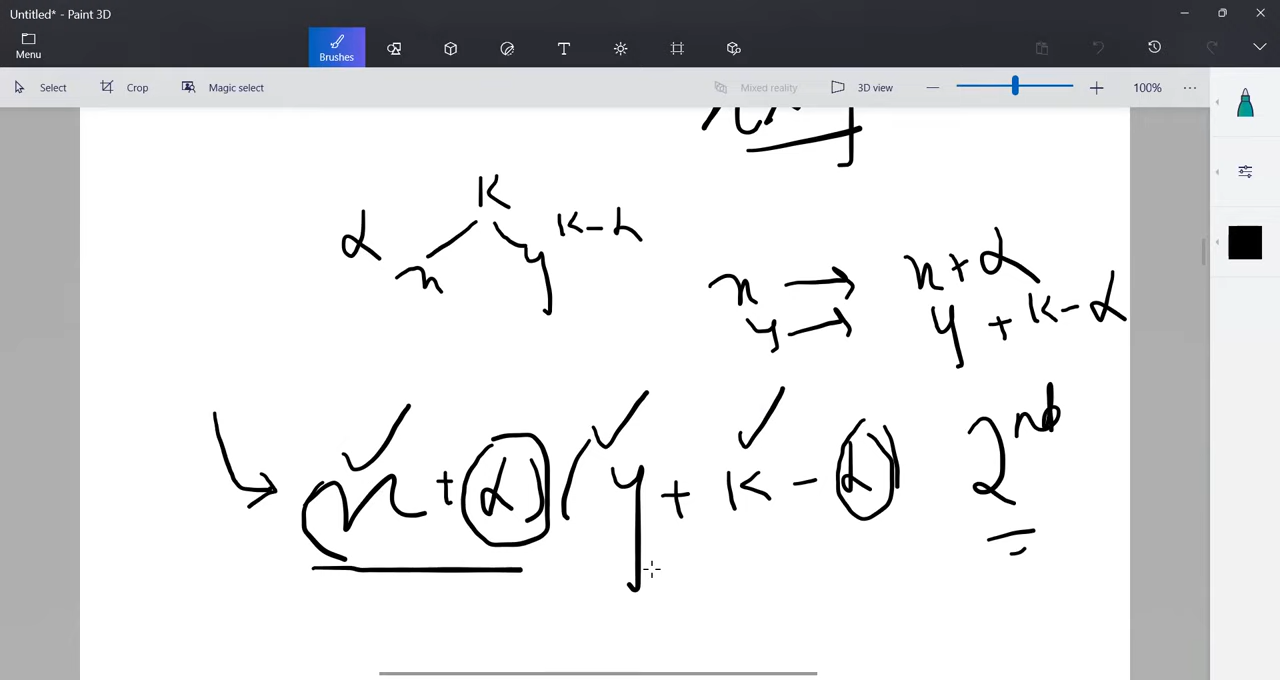 Untitled* - Paint 3D
Menu
Brushes
Select Crop Magic select Mixed reality 3D view 100%
K
α K-α
x y
x → x+α
y → y+K-α
(x+α)(y+K-α) 2nd